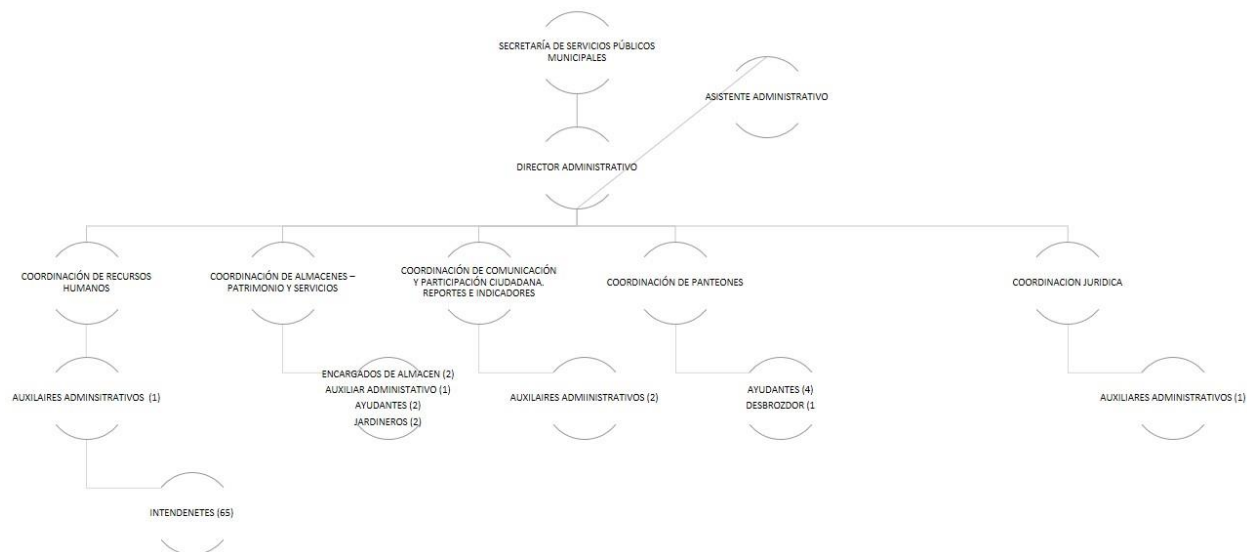 SECRETARÍA DE SERVICIOS PÚBLICOS
MUNICIPALES
ASISTENTE ADMINISTRATIVO
DIRECTOR ADMINISTRATIVO
COORDINACIÓN DE RECURSOS
HUMANOS
COORDINACIÓN DE ALMACENES –
PATRIMONIO Y SERVICIOS
COORDINACIÓN DE COMUNICACIÓN
Y PARTICIPACIÓN CIUDADANA.
REPORTES E INDICADORES
COORDINACIÓN DE PANTEONES
COORDINACION JURIDICA
AUXILAIRES ADMINSITRATIVOS (1)
ENCARGADOS DE ALMACEN (2)
AUXILIAR ADMINISTATIVO (1)
AYUDANTES (2)
JARDINEROS (2)
AUXILAIRES ADMIINISTRATIVOS (2)
AYUDANTES (4)
DESBROZDOR (1
AUXILIARES ADMINISTRATIVOS (1)
INTENDENETES (65)